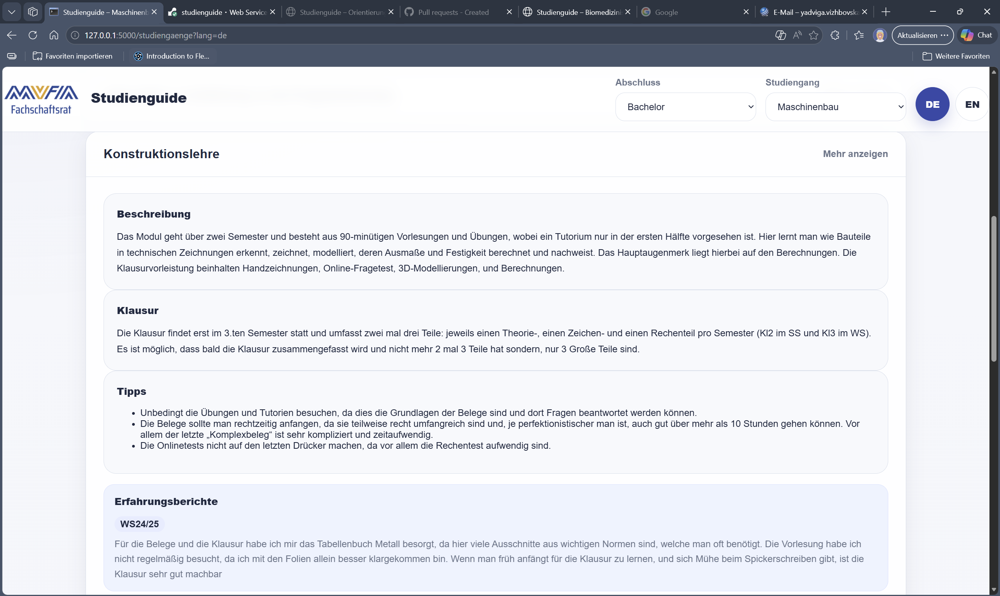 Studienguide – Maschinenb
studienguide • Web Service
Studienguide – Orientierun
Pull requests - Created
Studienguide – Biomedizini
Google
E-Mail – yadviga.vizhbovska
127.0.0.1:5000/studiengaenge?lang=de
Aktualisieren
Chat
Favoriten importieren
Introduction to Fle...
Weitere Favoriten
MWFIA
Fachschaftsrat
Studienguide
Abschluss
Bachelor
Studiengang
Maschinenbau
DE
EN
Konstruktionslehre
Mehr anzeigen
Beschreibung
Das Modul geht über zwei Semester und besteht aus 90-minütigen Vorlesungen und Übungen, wobei ein Tutorium nur in der ersten Hälfte vorgesehen ist. Hier lernt man wie Bauteile
in technischen Zeichnungen erkennt, zeichnet, modelliert, deren Ausmaße und Festigkeit berechnet und nachweist. Das Hauptaugenmerk liegt hierbei auf den Berechnungen. Die
Klausurvorleistung beinhalten Handzeichnungen, Online-Fragetest, 3D-Modellierungen, und Berechnungen.
Klausur
Die Klausur findet erst im 3.ten Semester statt und umfasst zwei mal drei Teile: jeweils einen Theorie-, einen Zeichen- und einen Rechenteil pro Semester (Kl2 im SS und Kl3 im WS).
Es ist möglich, dass bald die Klausur zusammengefasst wird und nicht mehr 2 mal 3 Teile hat sondern, nur 3 Große Teile sind.
Tipps
• Unbedingt die Übungen und Tutorien besuchen, da dies die Grundlagen der Belege sind und dort Fragen beantwortet werden können.
• Die Belege sollte man rechtzeitig anfangen, da sie teilweise recht umfangreich sind und, je perfektionistischer man ist, auch gut über mehr als 10 Stunden gehen können. Vor
allem der letzte „Komplexbeleg“ ist sehr kompliziert und zeitaufwendig.
• Die Onlinetests nicht auf den letzten Drücker machen, da vor allem die Rechentest aufwendig sind.
Erfahrungsberichte
WS24/25
Für die Belege und die Klausur habe ich mir das Tabellenbuch Metall besorgt, da hier viele Ausschnitte aus wichtigen Normen sind, welche man oft benötigt. Die Vorlesung habe ich
nicht regelmäßig besucht, da ich mit den Folien allein besser klargekommen bin. Wenn man früh anfängt für die Klausur zu lernen, und sich Mühe beim Spickerschreiben gibt, ist die
Klausur sehr gut machbar